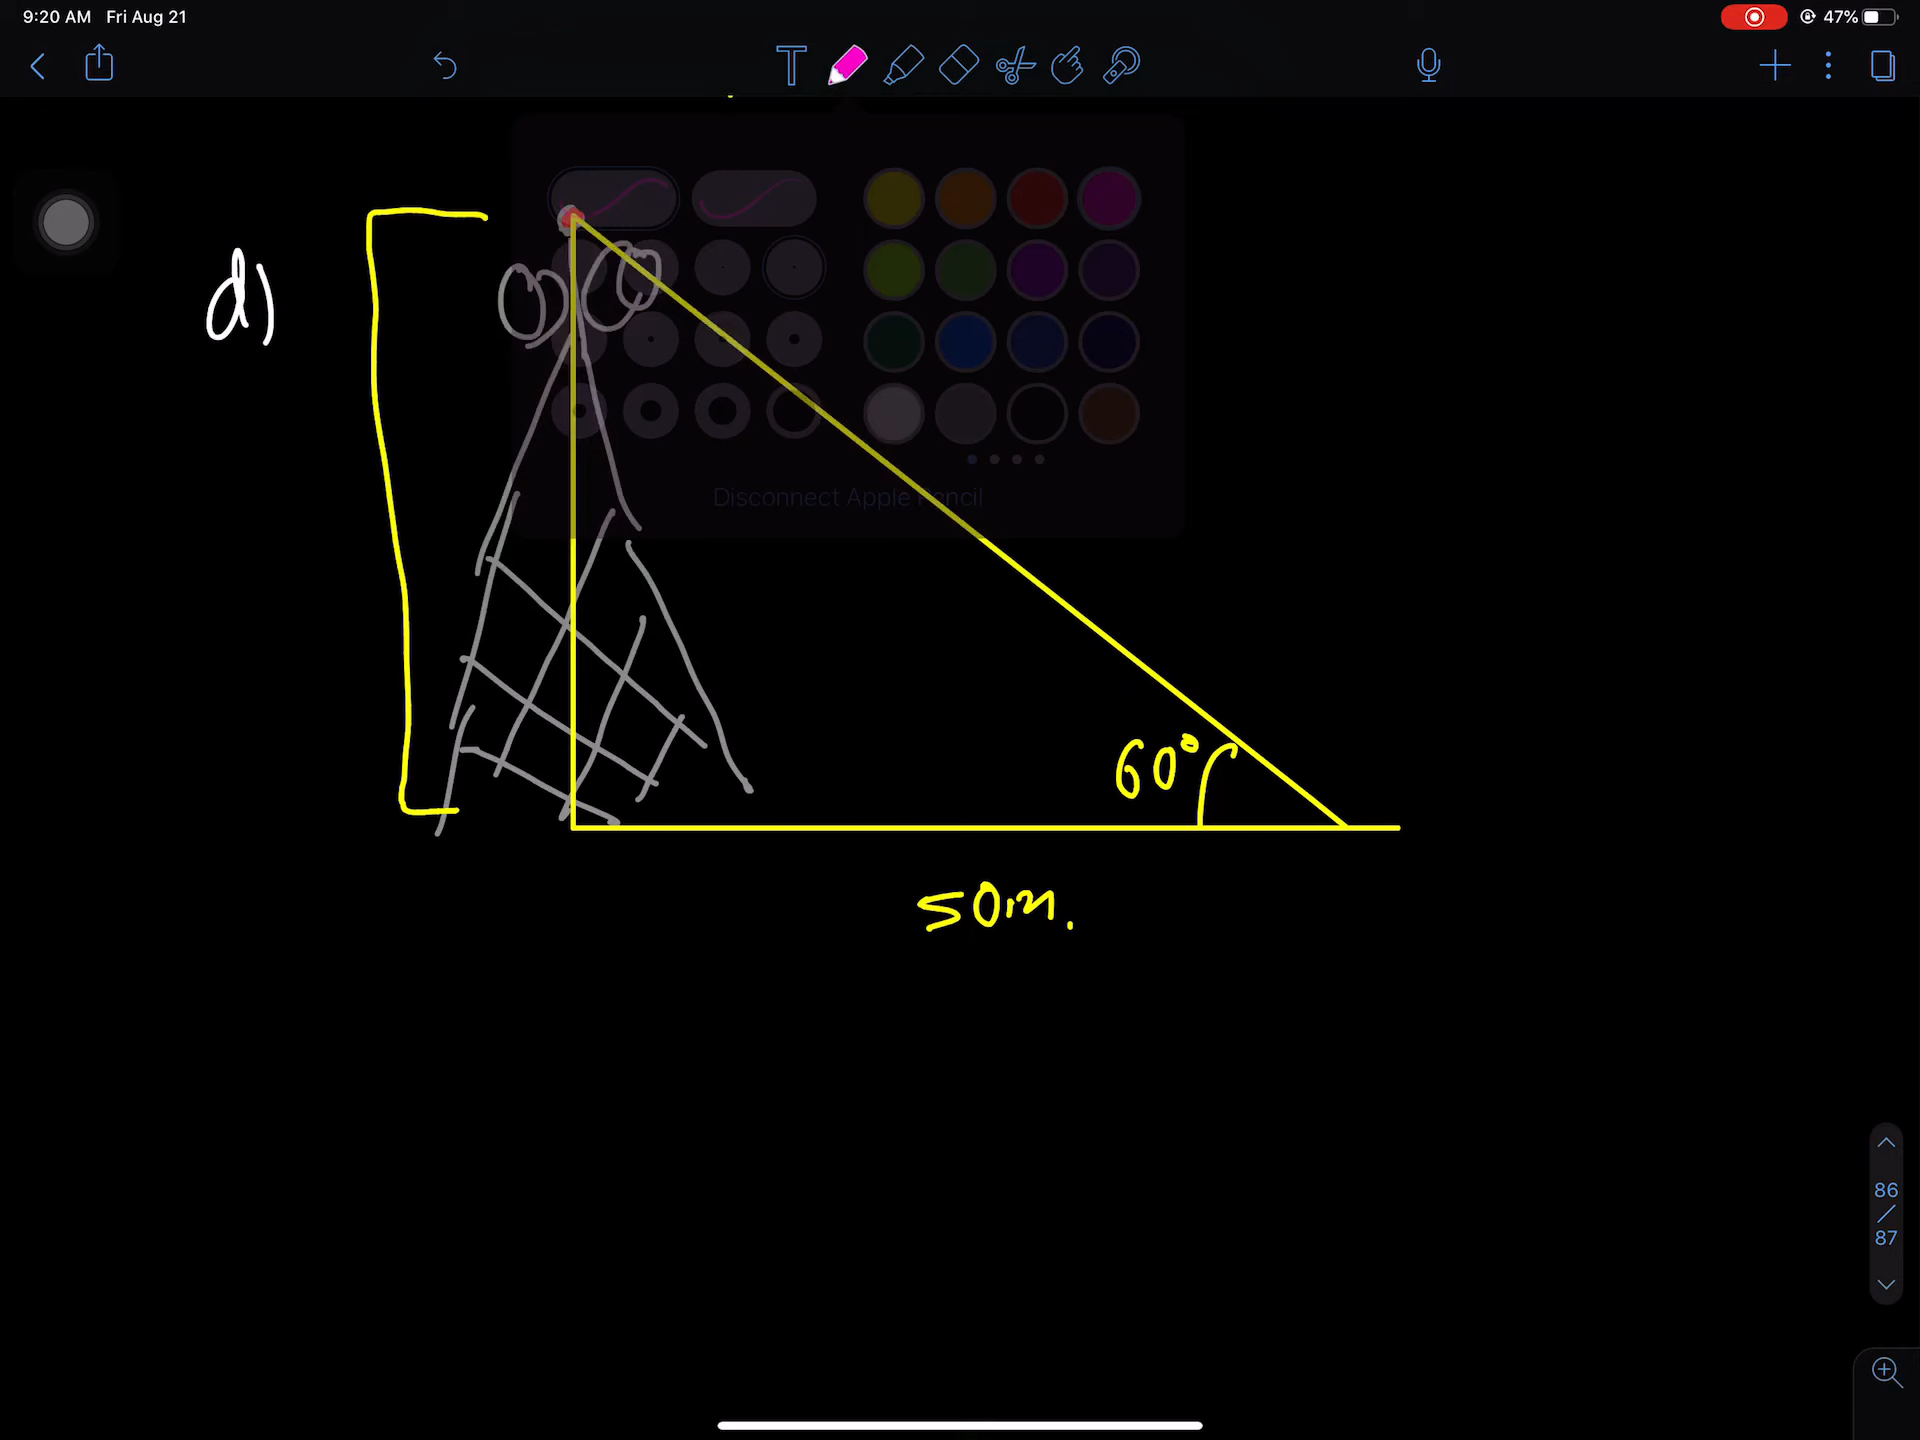 9:20 AM Fri Aug 21
47%
T
d)
Disconnect Apple Pencil
60°
50m.
86
/
87